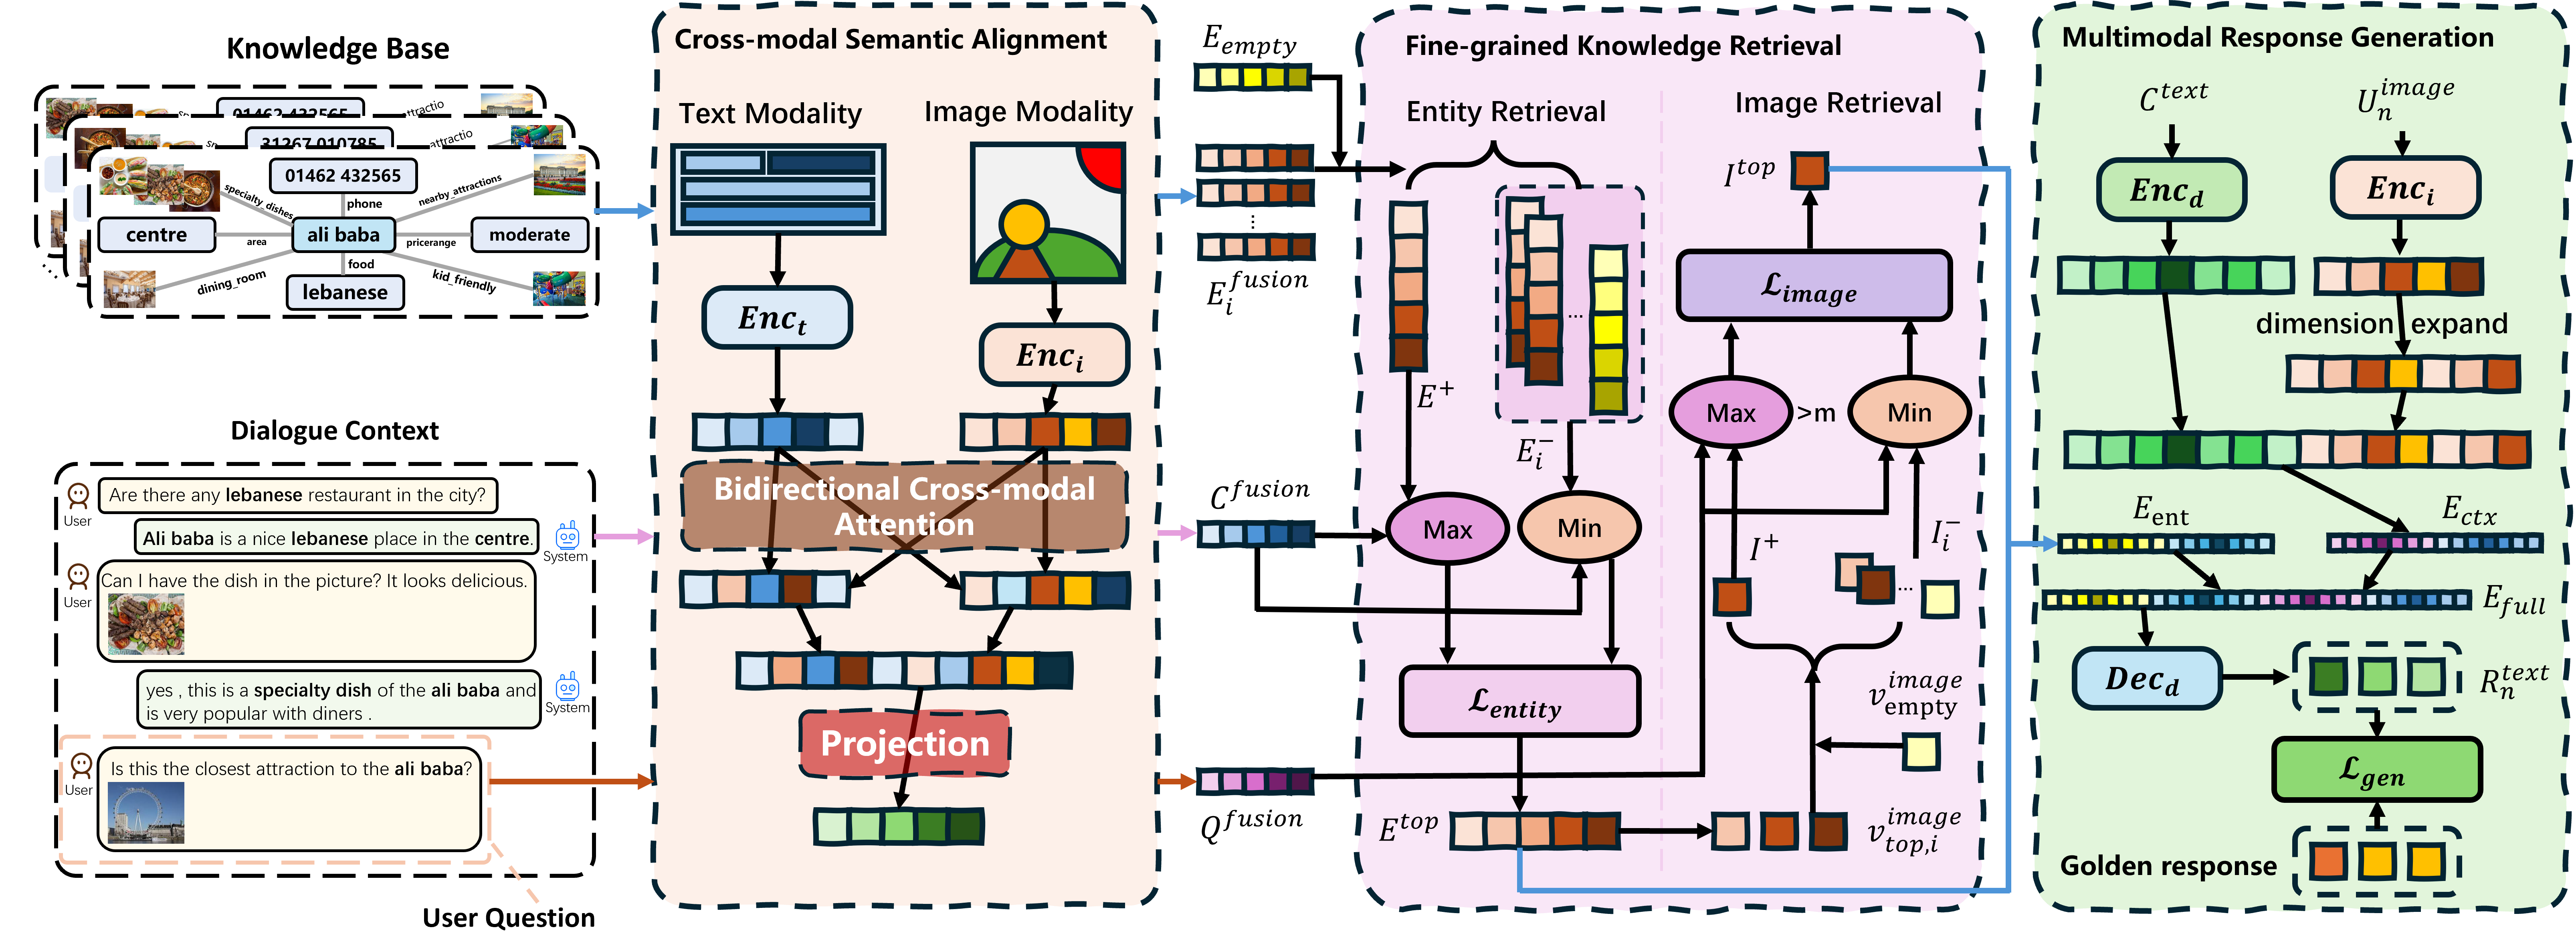 Knowledge Base
01462 432565
attractio
31267 010785
attraction
01462 432565
specialty_dishes
phone
nearby_attractions
centre
ali baba
moderate
area
pricerange
food
dining_room
kid_friendly
lebanese
Dialogue Context
Are there any lebanese restaurant in the city?
User
Ali baba is a nice lebanese place in the centre.
System
Can I have the dish in the picture? It looks delicious.
User
yes , this is a specialty dish of the ali baba and
is very popular with diners .
System
Is this the closest attraction to the ali baba?
User
User Question
Cross-modal Semantic Alignment
Text Modality
Image Modality
Enc_t
Enc_i
Bidirectional Cross-modal
Attention
Projection
E_{empty}
E_i^{fusion}
C^{fusion}
Q^{fusion}
Fine-grained Knowledge Retrieval
Entity Retrieval
Image Retrieval
E^+
E_i^-
Max
Min
ℒ_{entity}
E^{top}
I^{top}
ℒ_{image}
Max
>m
Min
I^+
I_i^-
...
v_{empty}^{image}
v_{top,i}^{image}
Multimodal Response Generation
C^{text}
U_n^{image}
Enc_d
Enc_i
dimension expand
E_{ent}
E_{ctx}
E_{full}
Dec_d
R_n^{text}
ℒ_{gen}
Golden response